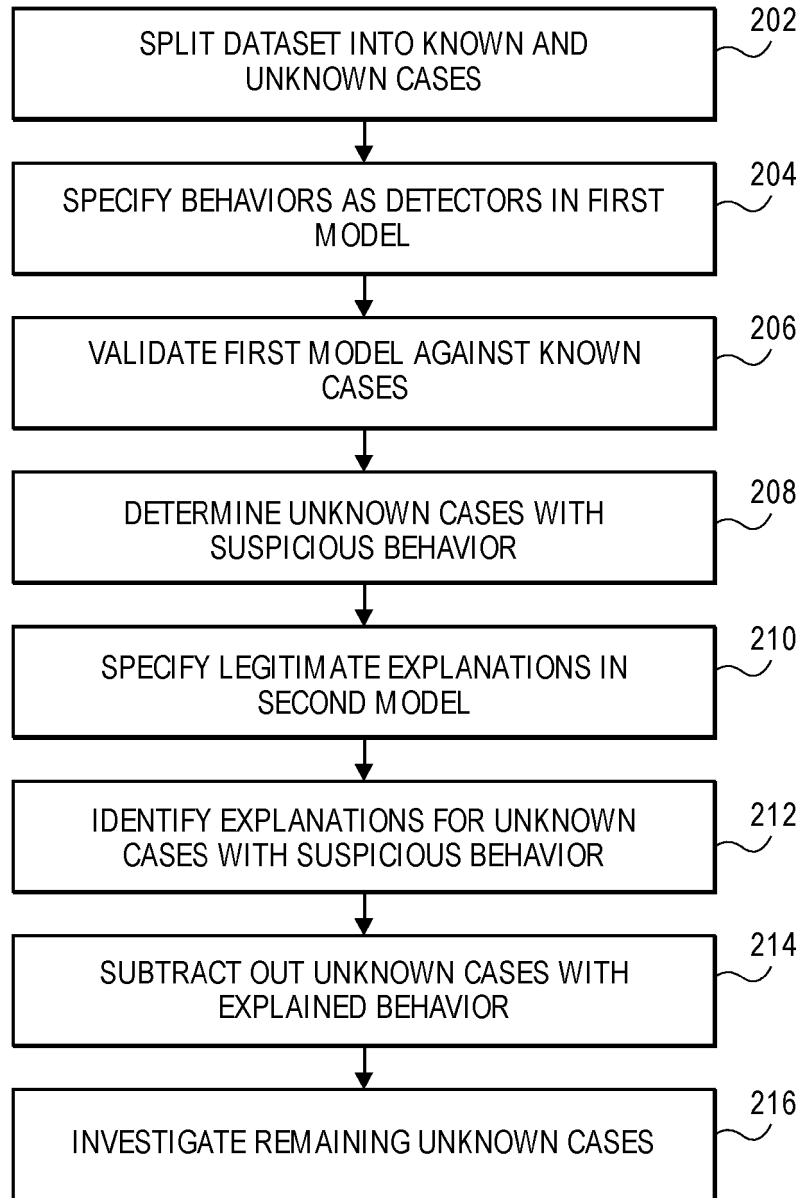 202
SPLIT DATASET INTO KNOWN AND
UNKNOWN CASES
204
SPECIFY BEHAVIORS AS DETECTORS IN FIRST
MODEL
206
VALIDATE FIRST MODEL AGAINST KNOWN
CASES
208
DETERMINE UNKNOWN CASES WITH
SUSPICIOUS BEHAVIOR
210
SPECIFY LEGITIMATE EXPLANATIONS IN
SECOND MODEL
212
IDENTIFY EXPLANATIONS FOR UNKNOWN
CASES WITH SUSPICIOUS BEHAVIOR
214
SUBTRACT OUT UNKNOWN CASES WITH
EXPLAINED BEHAVIOR
216
INVESTIGATE REMAINING UNKNOWN CASES